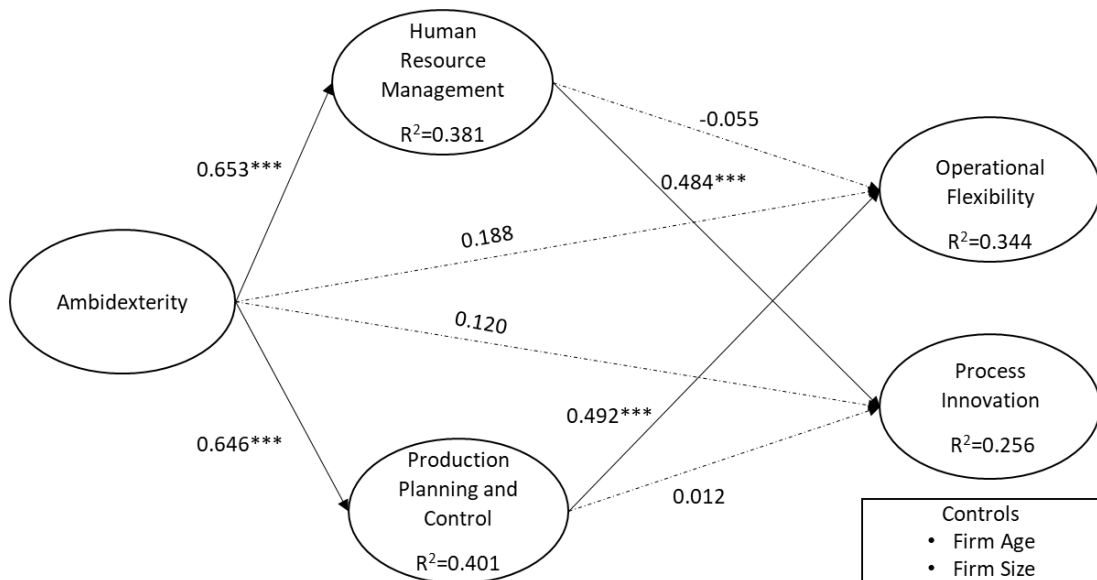 Human
Resource
Management
R²=0.381
-0.055
Operational
Flexibility
R²=0.344
0.653***
0.484***
0.188
Ambidexterity
0.120
Process
Innovation
R²=0.256
0.492***
0.646***
Production
Planning and
Control
R²=0.401
0.012
Controls
• Firm Age
• Firm Size